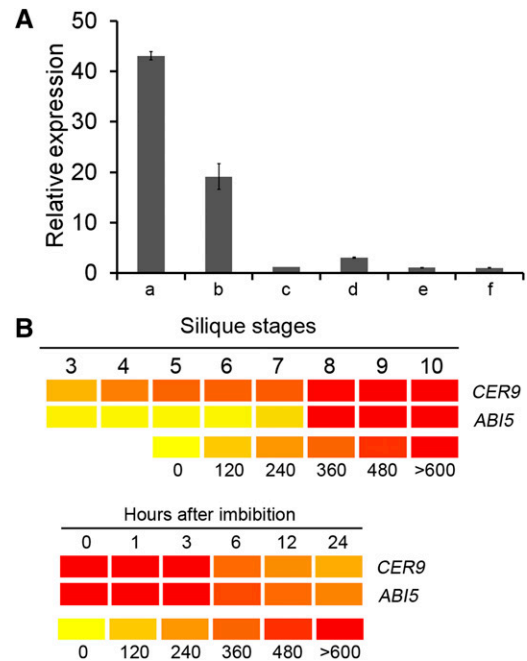 A
Relative expression
50
40
30
20
10
0
a b c d e f
B
Silique stages
3 4 5 6 7 8 9 10
CER9
ABI5
0 120 240 360 480 >600
Hours after imbibition
0 1 3 6 12 24
CER9
ABI5
0 120 240 360 480 >600